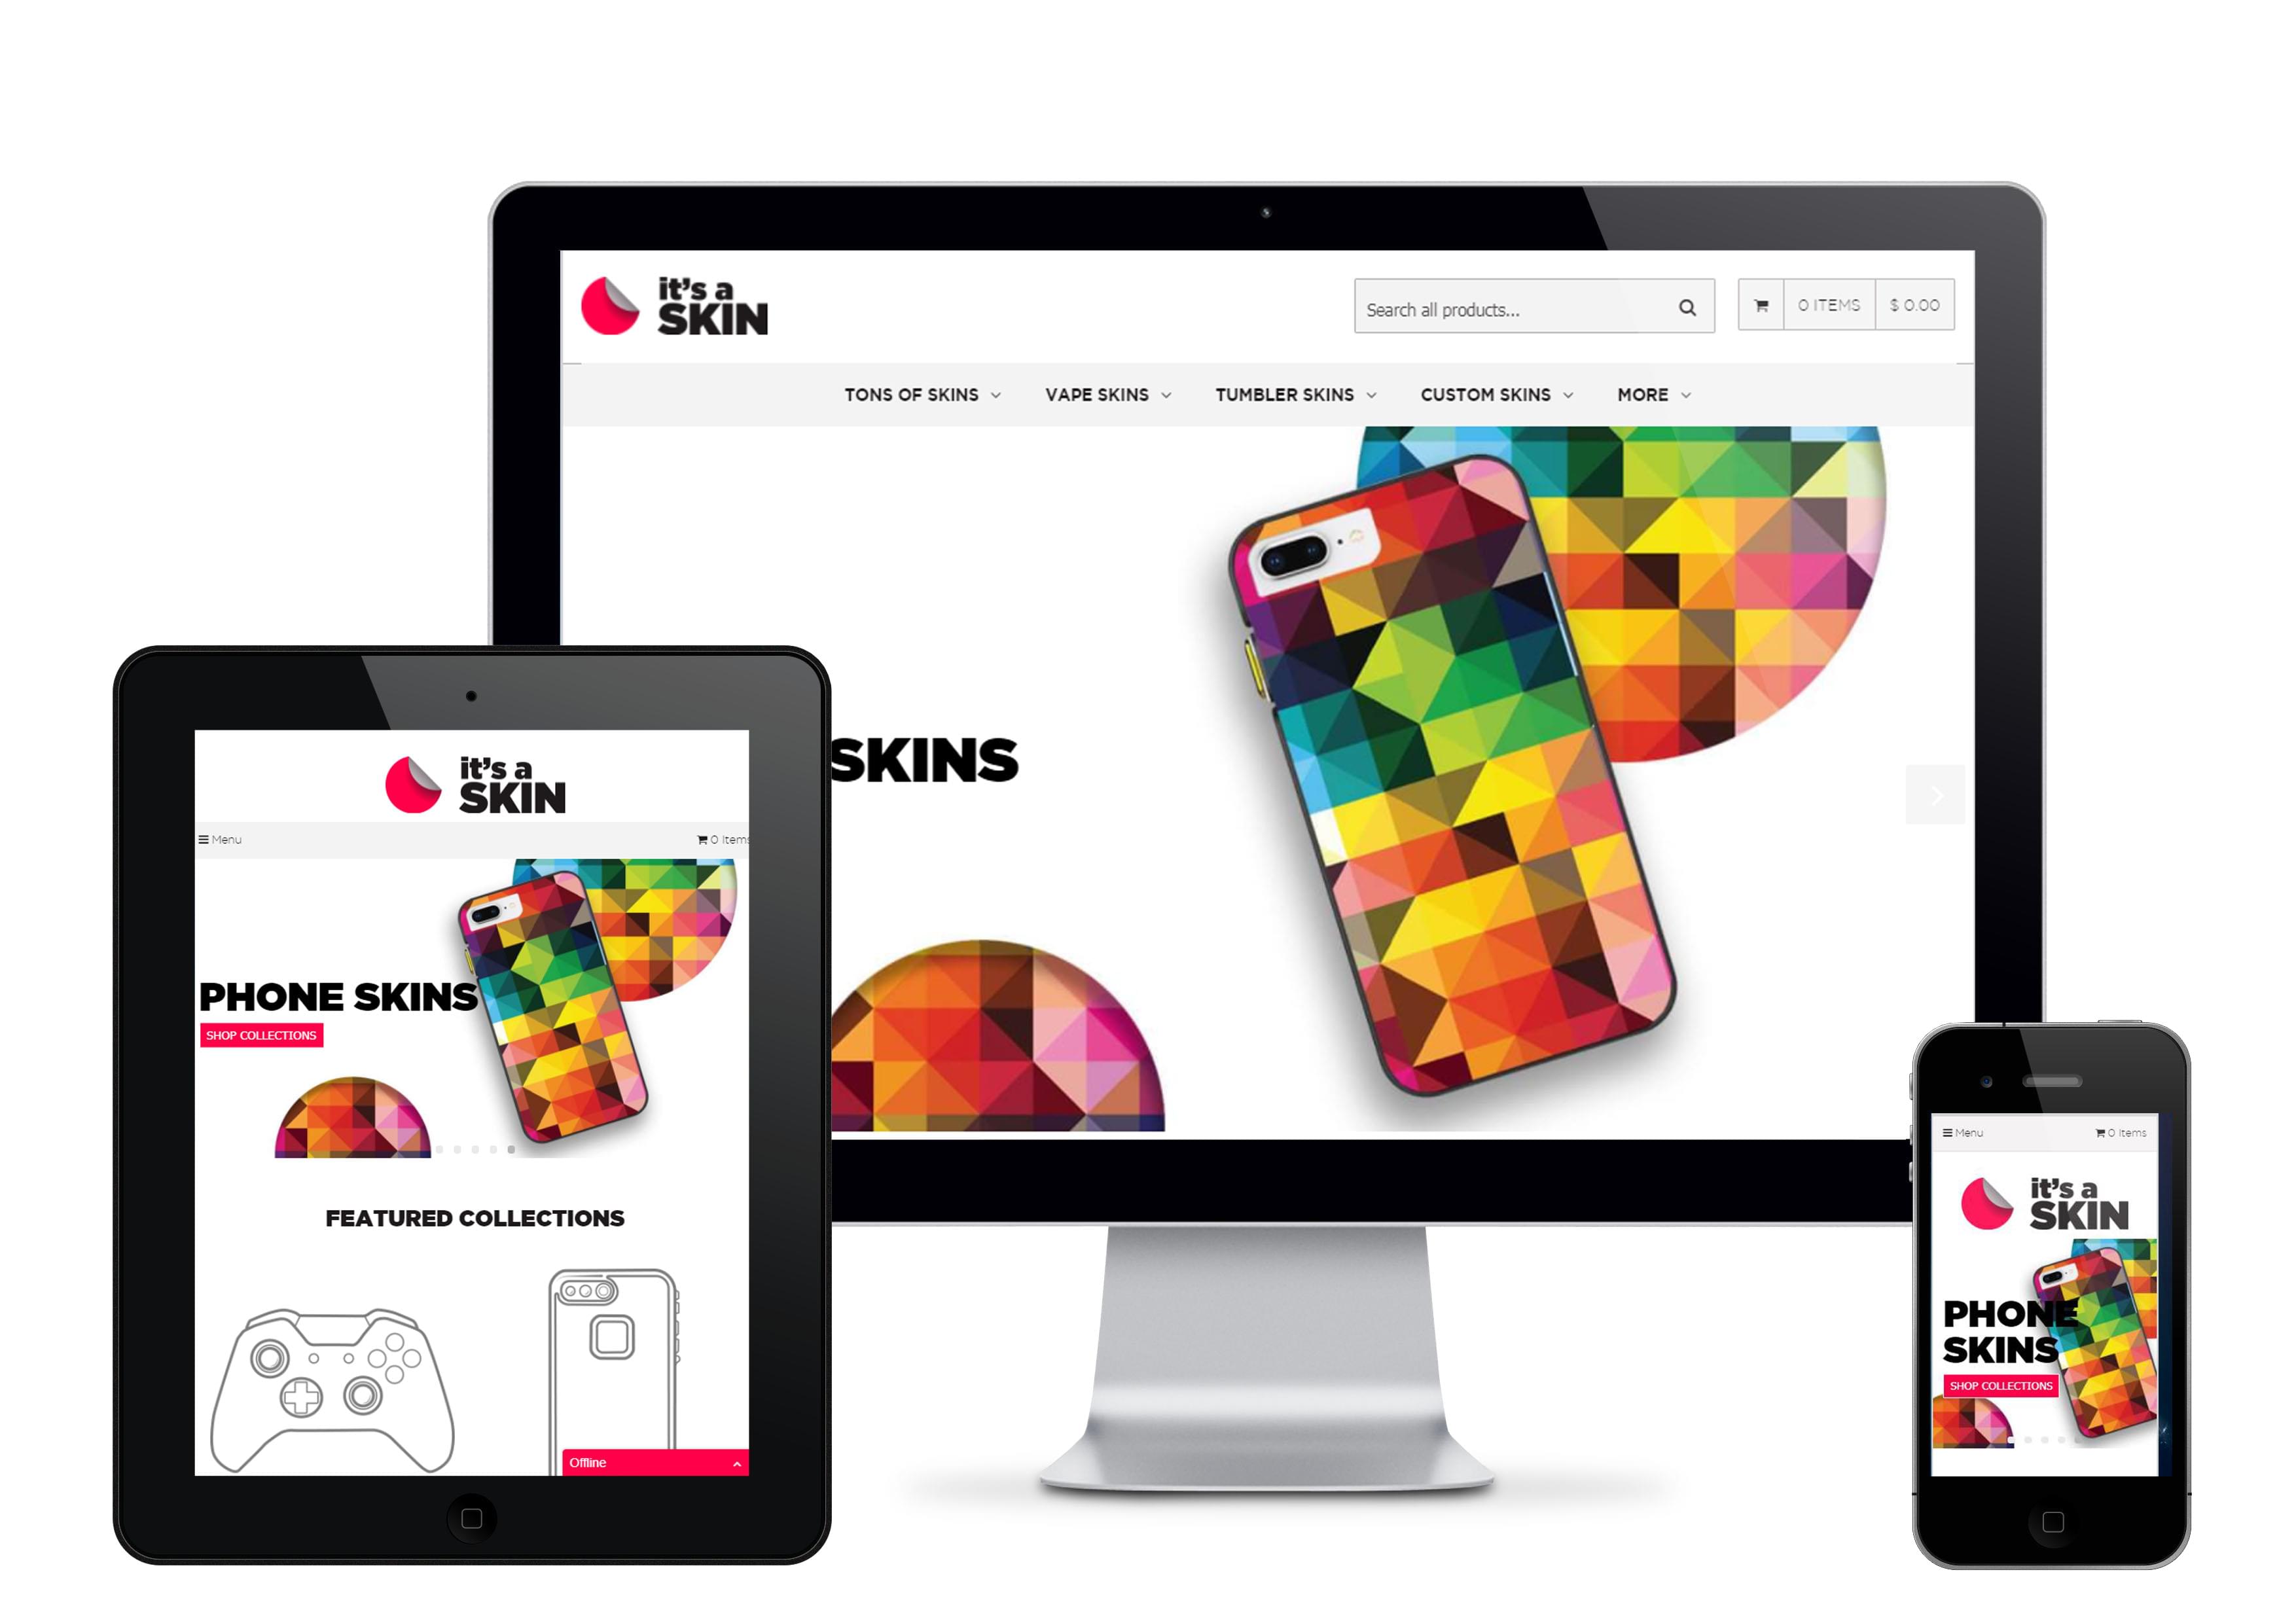 it's a
SKIN
Search all products...
0 ITEMS
$ 0.00
TONS OF SKINS
VAPE SKINS
TUMBLER SKINS
CUSTOM SKINS
MORE
SKINS
it's a
SKIN
Menu
0 Items
PHONE SKINS
SHOP COLLECTIONS
FEATURED COLLECTIONS
Offline
Menu
0 Items
it's a
SKIN
PHONE
SKINS
SHOP COLLECTIONS